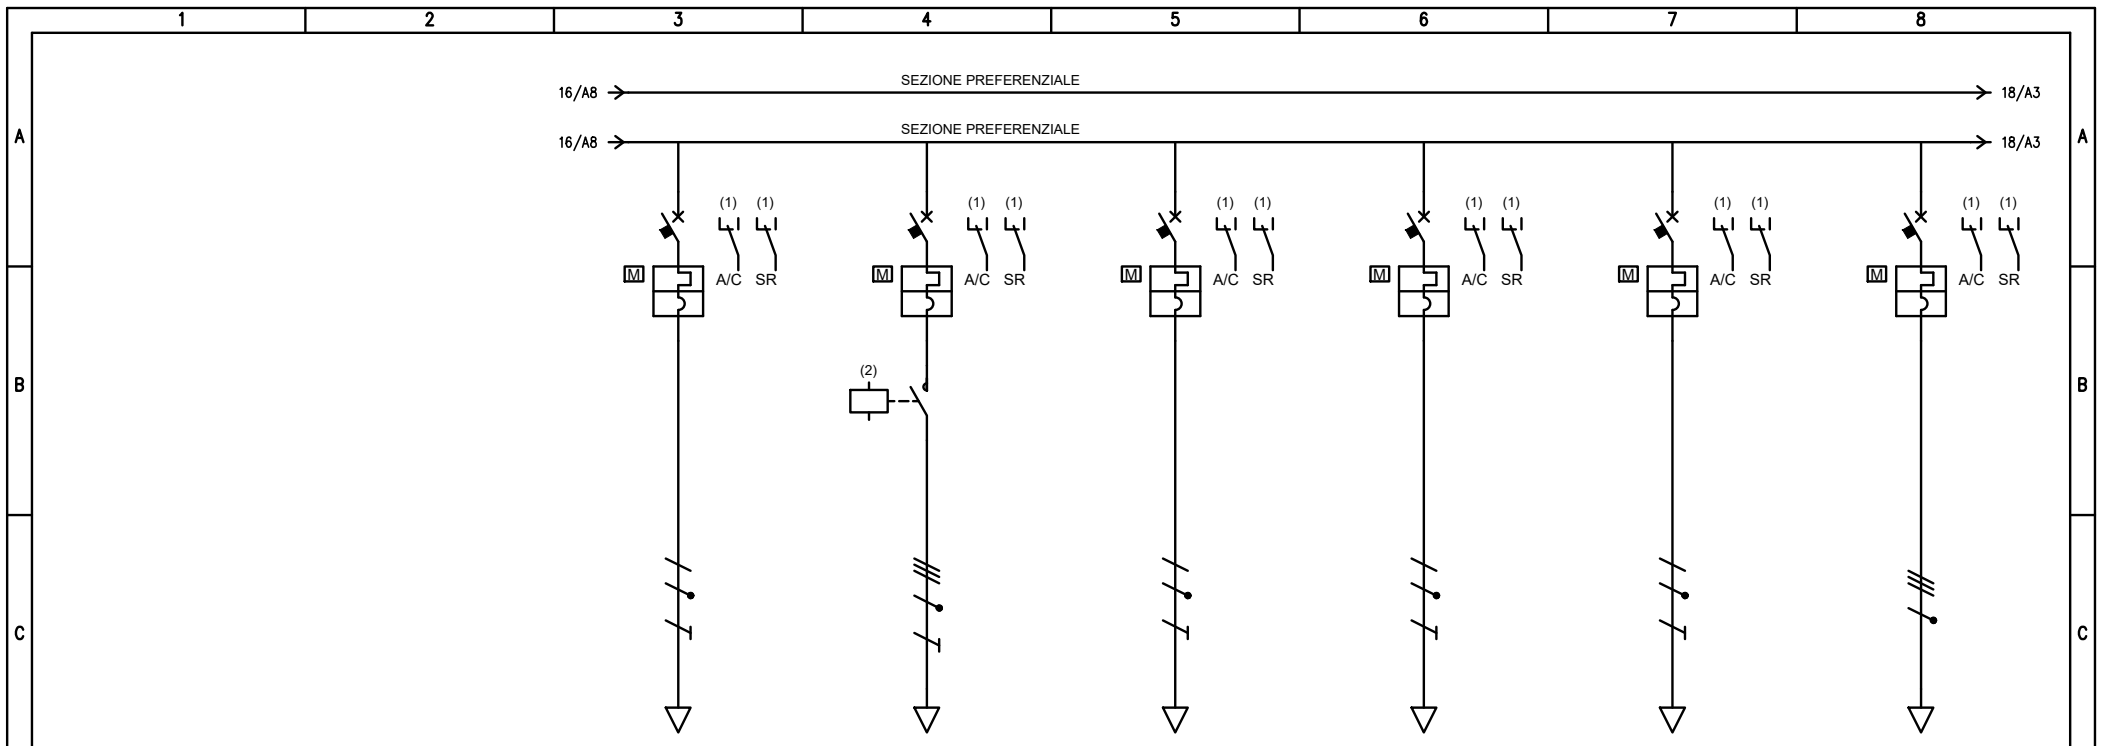 1 2 3 4 5 6 7 8
SEZIONE PREFERENZIALE
16/A8 18/A3
SEZIONE PREFERENZIALE
A 16/A8 18/A3 A
(1) (1) (1) (1) (1) (1) (1) (1) (1) (1) (1) (1)
M A/C SR M A/C SR M A/C SR M A/C SR M A/C SR M A/C SR
(2)
B B
C C